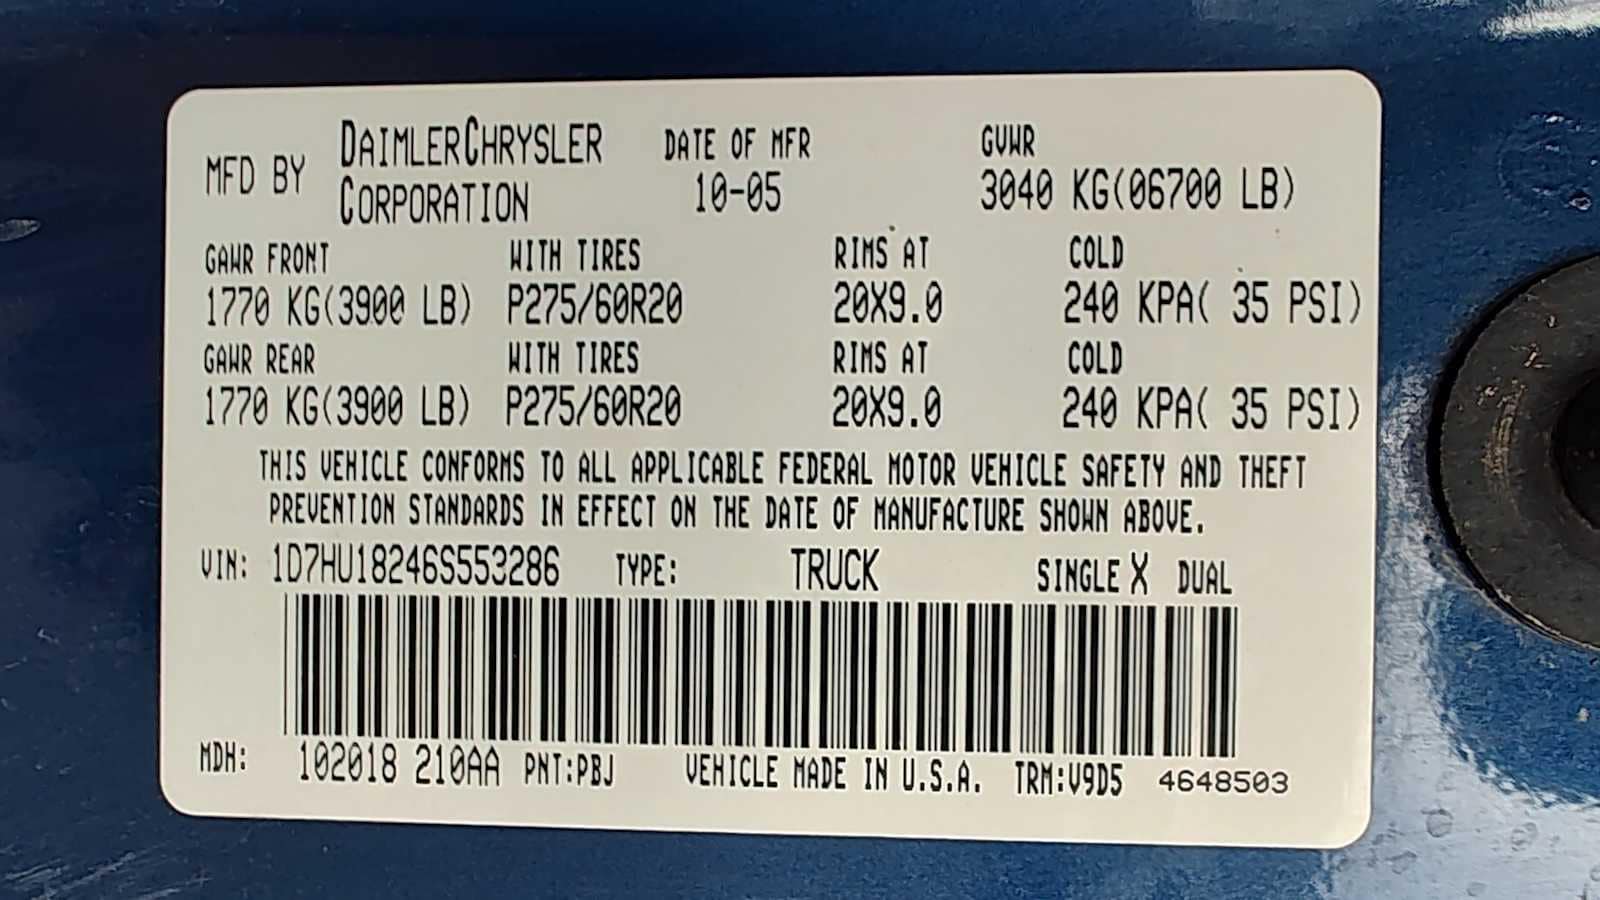 MFD BY DAIMLERCHRYSLER CORPORATION
DATE OF MFR
10-05
GVWR
3040 KG(06700 LB)
GAWR FRONT WITH TIRES RIMS AT COLD
1770 KG(3900 LB) P275/60R20 20X9.0 240 KPA( 35 PSI)
GAWR REAR WITH TIRES RIMS AT COLD
1770 KG(3900 LB) P275/60R20 20X9.0 240 KPA( 35 PSI)
THIS VEHICLE CONFORMS TO ALL APPLICABLE FEDERAL MOTOR VEHICLE SAFETY AND THEFT
PREVENTION STANDARDS IN EFFECT ON THE DATE OF MANUFACTURE SHOWN ABOVE.
VIN: 1D7HU18246S553286 TYPE: TRUCK SINGLE X DUAL
MDH: 102018 210AA PNT:PBJ VEHICLE MADE IN U.S.A. TRM:V9D5 4648503